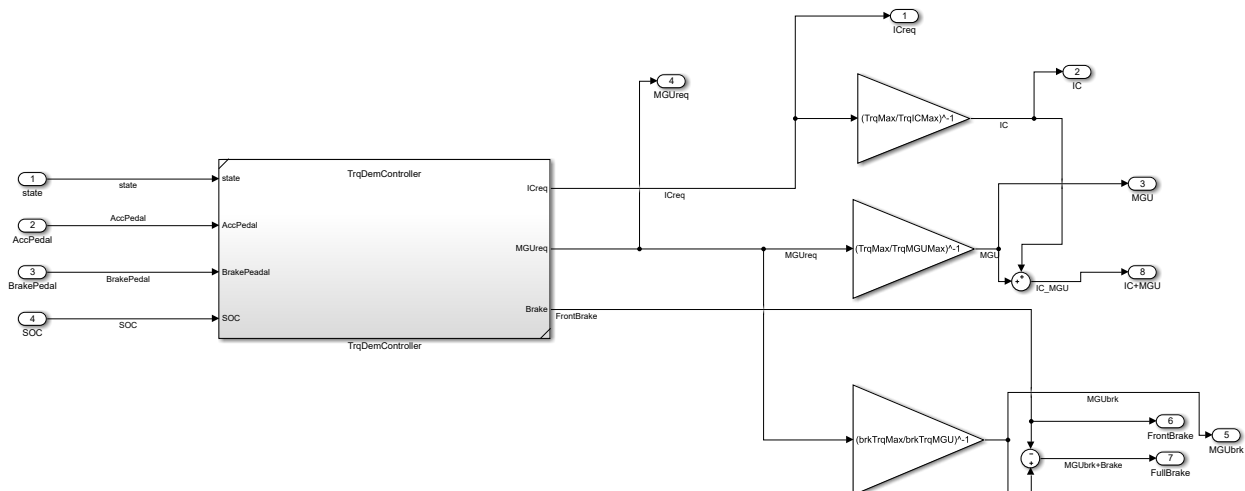 1
ICreq
2
IC
(TrqMax/TrqICMax)^-1
IC
4
MGUreq
TrqDemController
1
state
state
state
ICreq
ICreq
3
MGU
2
AccPedal
AccPedal
AccPedal
MGUreq
MGUreq
(TrqMax/TrqMGUMax)^-1
MGU
3
BrakePedal
BrakePedal
BrakePeadal
+
+
IC_MGU
8
IC+MGU
4
SOC
SOC
SOC
Brake
FrontBrake
TrqDemController
(brkTrqMax/brkTrqMGU)^-1
MGUbrk
6
FrontBrake
5
MGUbrk
−
+
MGUbrk+Brake
7
FullBrake